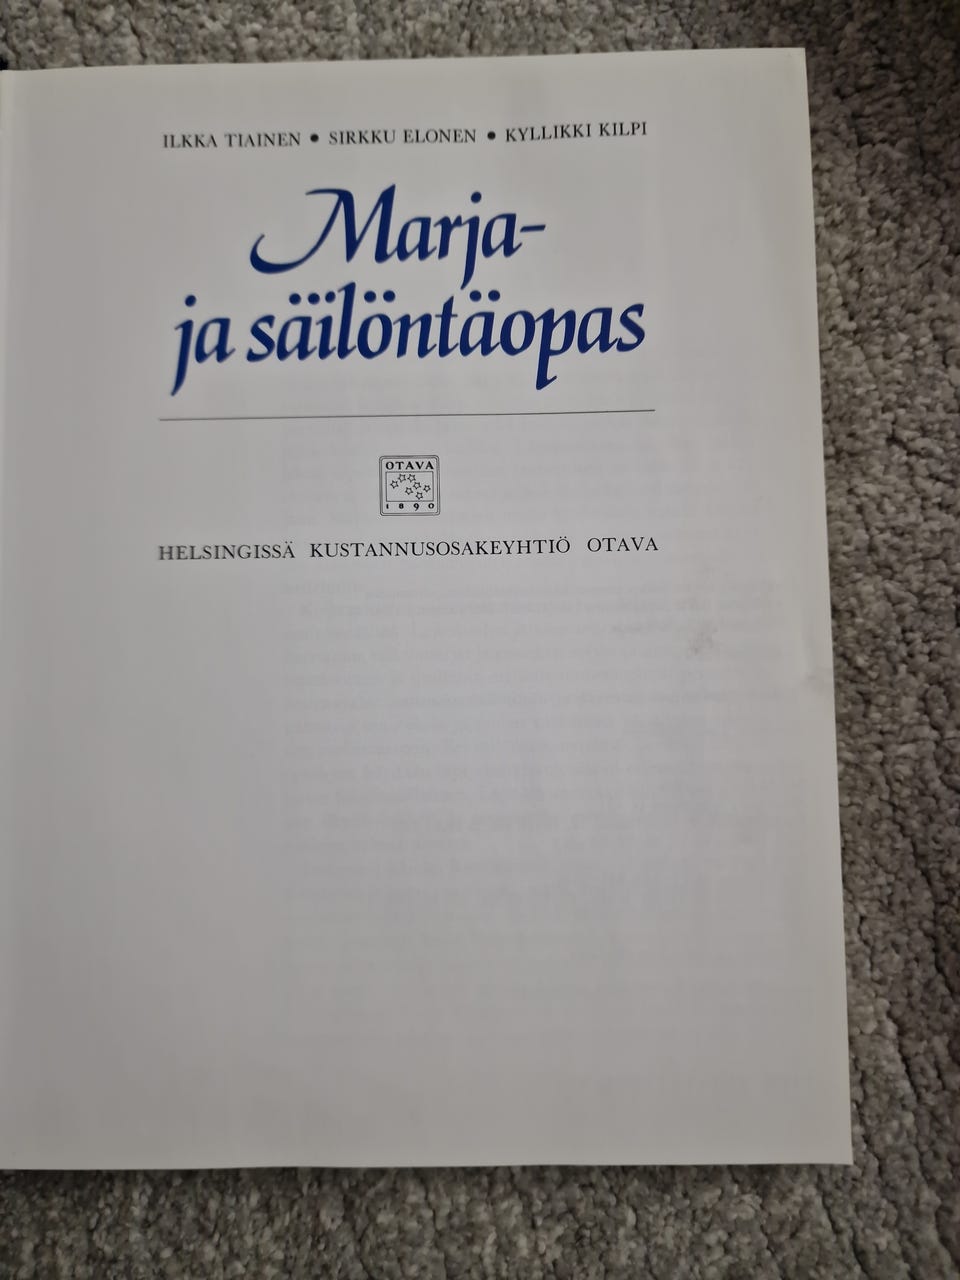 ILKKA TIAINEN • SIRKKU ELONEN • KYLLIKKI KILPI
Marja-
ja säilöntäopas
OTAVA
1890
HELSINGISSÄ KUSTANNUSOSAKEYHTIÖ OTAVA